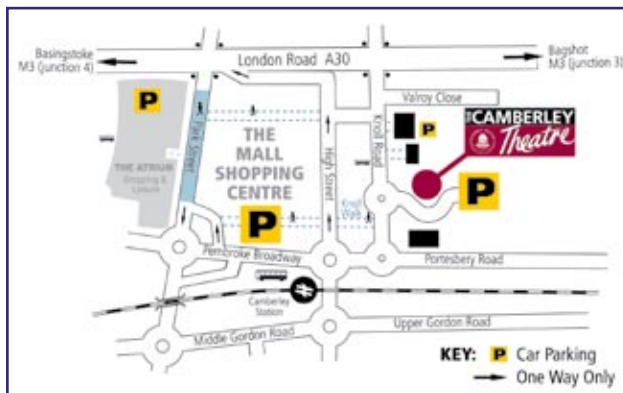 Basingstoke
M3 (junction 4)
London Road A30
Bagshot
M3 (junction 3)
P
Valroy Close
THE CAMBERLEY
Theatre
P
Park Street
THE
MALL
SHOPPING
CENTRE
High Street
Knoll Road
THE ATRIUM
Shopping &
Leisure
P
P
Knoll
Walk
Pembroke Broadway
Portesbery Road
Camberley
Station
Middle Gordon Road
Upper Gordon Road
KEY: P Car Parking
One Way Only